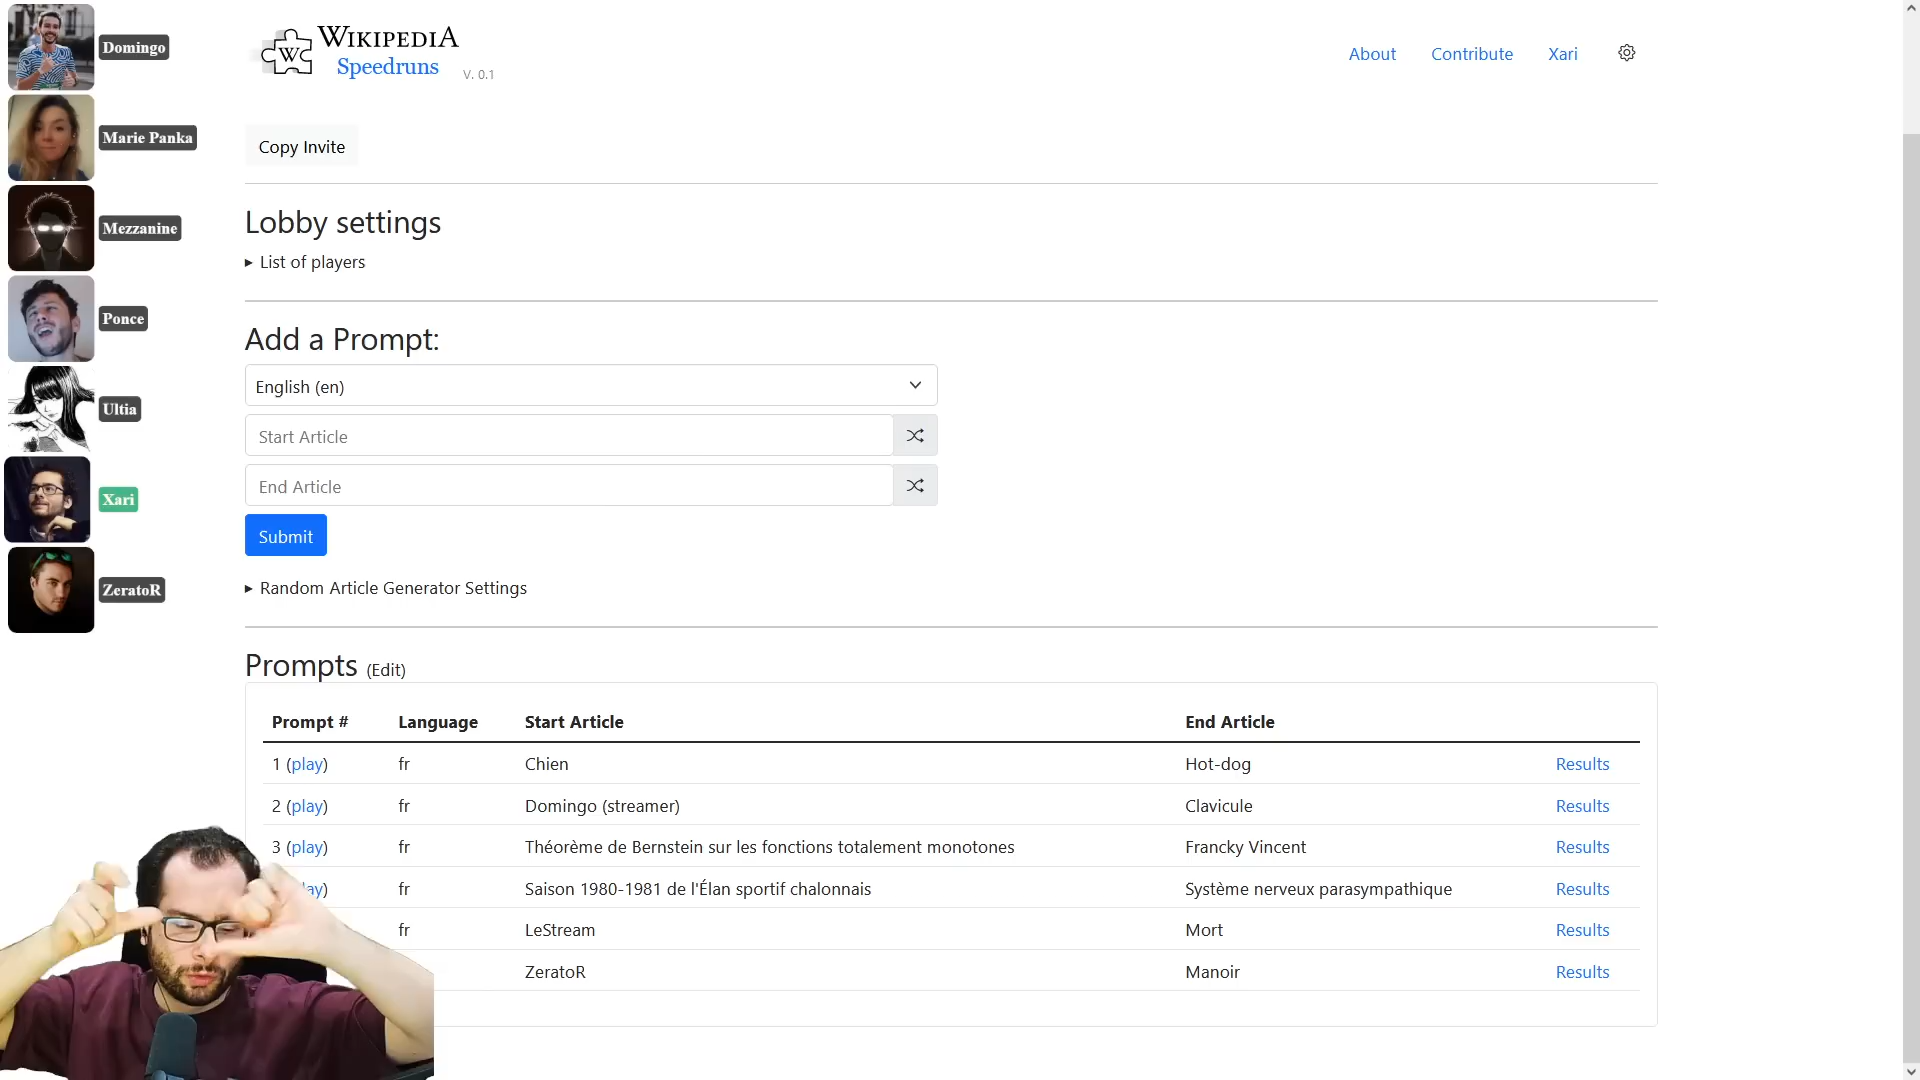 Domingo
Marie Panka
Mezzanine
Ponce
Ultia
Xari
ZeratoR
W
WIKIPEDIA
Speedruns
V. 0.1
About
Contribute
Xari
Copy Invite
Lobby settings
List of players
Add a Prompt:
English (en)
Start Article
End Article
Submit
Random Article Generator Settings
Prompts (Edit)
Prompt # Language Start Article End Article
1 (play) fr Chien Hot-dog Results
2 (play) fr Domingo (streamer) Clavicule Results
3 (play) fr Théorème de Bernstein sur les fonctions totalement monotones Francky Vincent Results
ay) fr Saison 1980-1981 de l'Élan sportif chalonnais Système nerveux parasympathique Results
fr LeStream Mort Results
ZeratoR Manoir Results